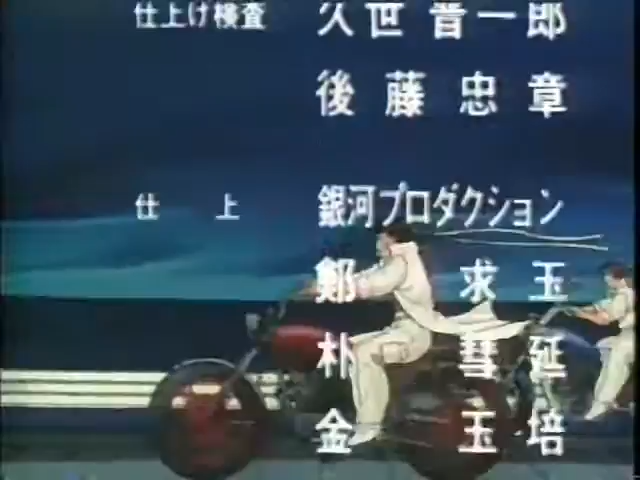 仕上げ検査 久世晋一郎
後藤忠章
仕上 銀河プロダクション
鄭求玉
朴彗延
金玉培